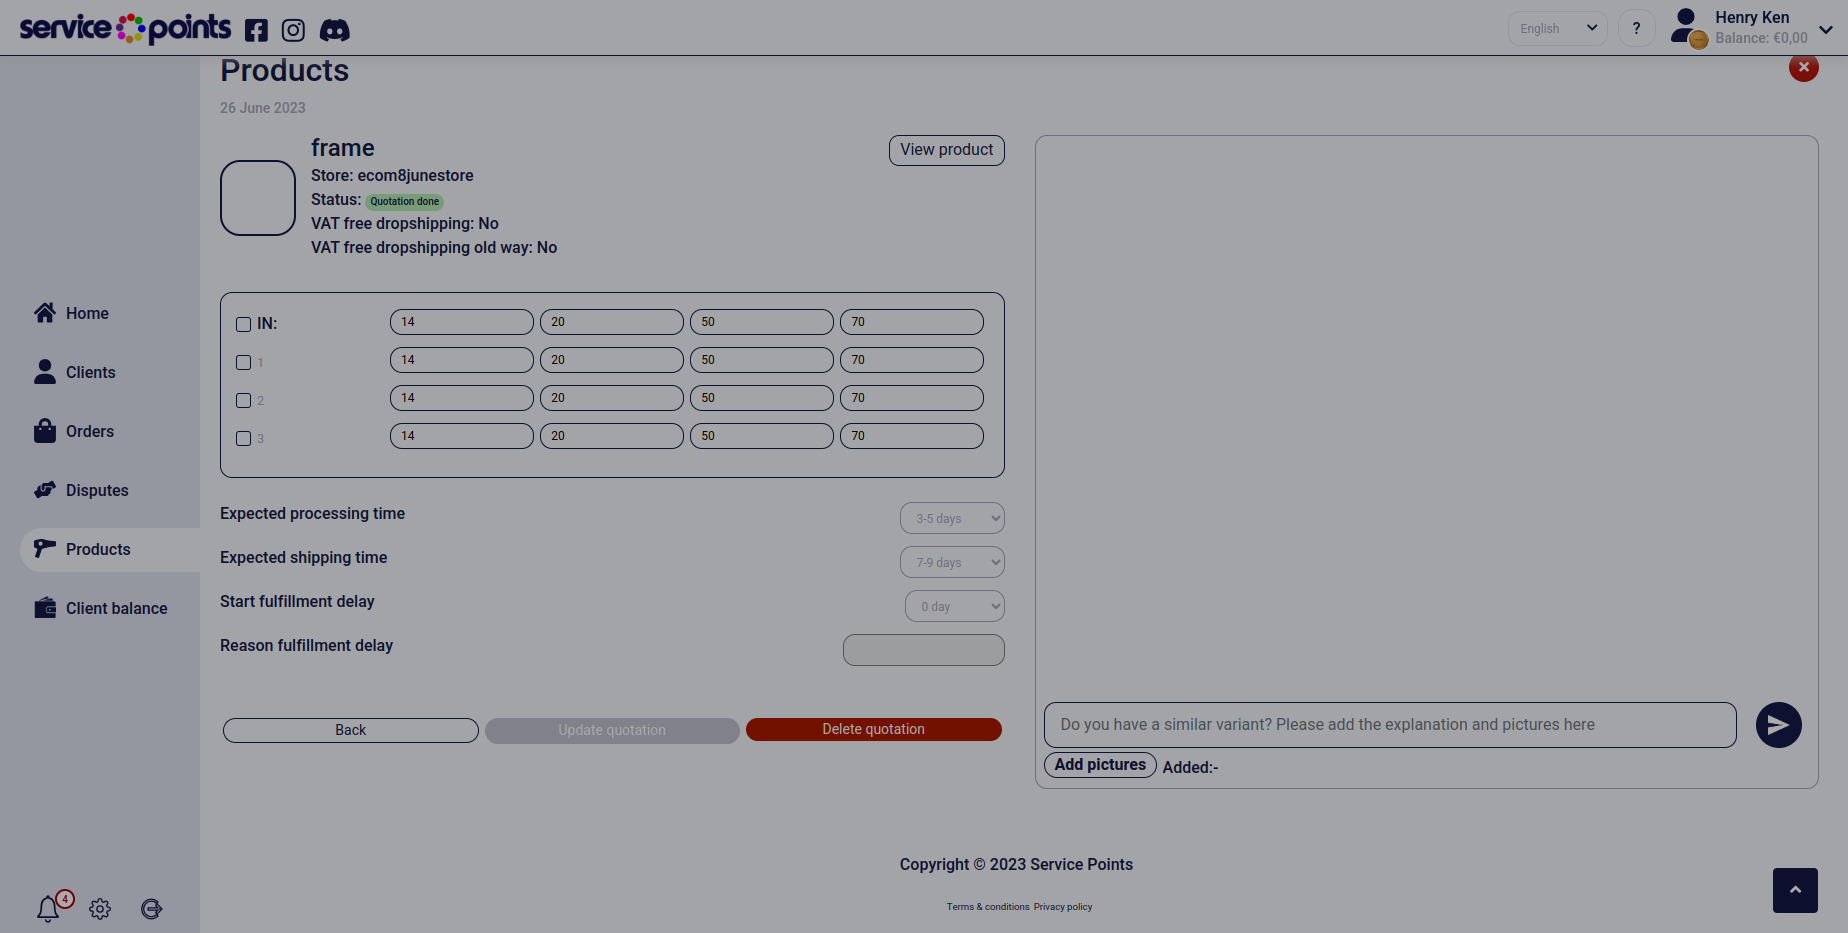 service points
English
?
Henry Ken
Balance: €0,00
Products
26 June 2023
frame
View product
Store: ecom8junestore
Status: Quotation done
VAT free dropshipping: No
VAT free dropshipping old way: No
IN: 14 20 50 70
1 14 20 50 70
2 14 20 50 70
3 14 20 50 70
Expected processing time 3-5 days
Expected shipping time 7-9 days
Start fulfillment delay 0 day
Reason fulfillment delay
Back Update quotation Delete quotation
Home
Clients
Orders
Disputes
Products
Client balance
4
Do you have a similar variant? Please add the explanation and pictures here
Add pictures Added:-
Copyright © 2023 Service Points
Terms & conditions Privacy policy